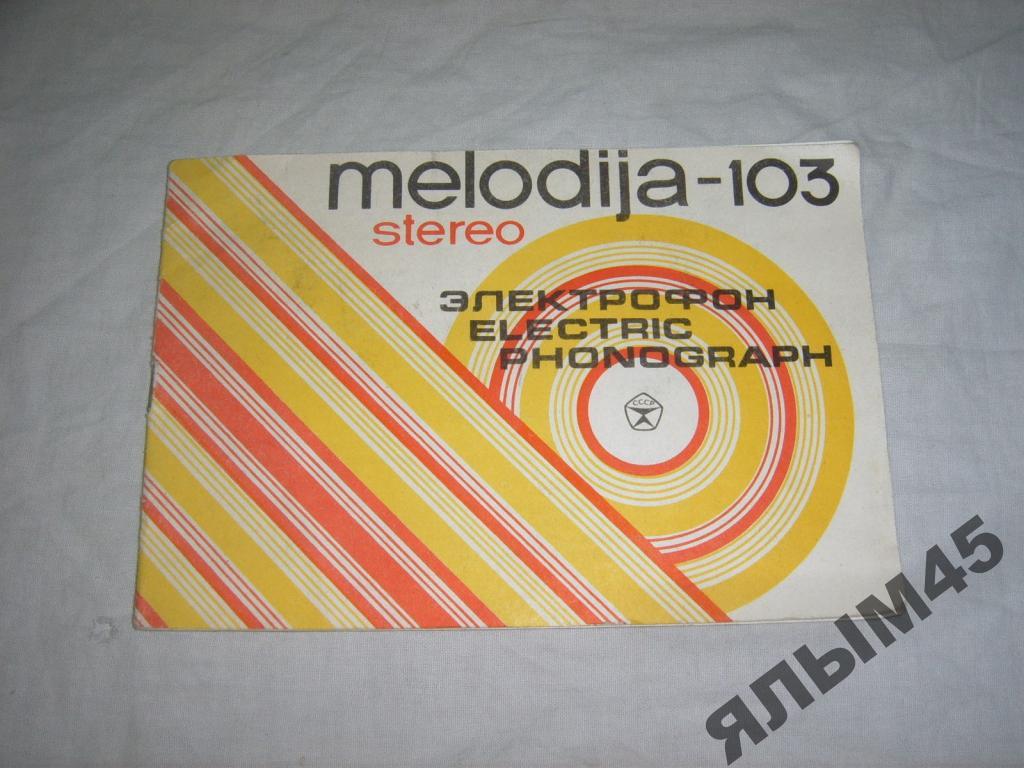 melodija-103
stereo
ЭЛЕКТРОФОН
ELECTRIC
PHONOGRAPH
СССР
ЯЛЫМ45